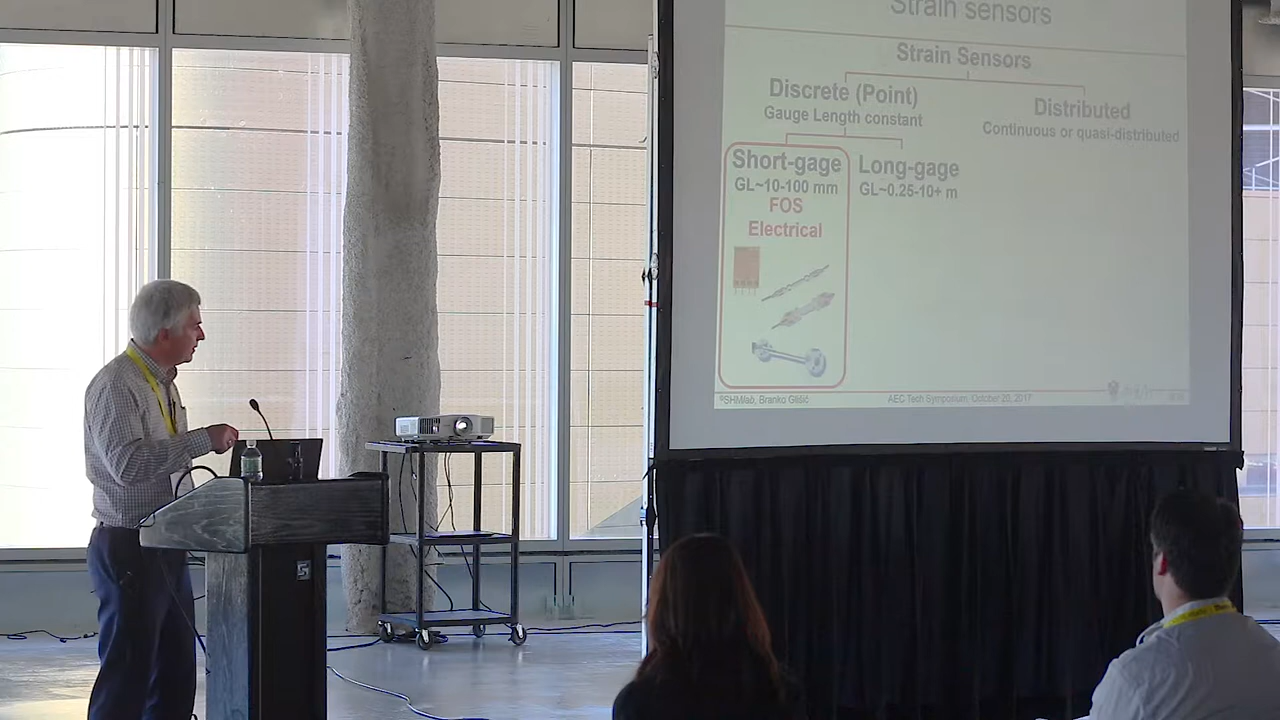 Strain sensors
Strain Sensors
Discrete (Point)
Gauge Length constant
Distributed
Continuous or quasi-distributed
Short-gage
GL~10-100 mm
FOS
Electrical
Long-gage
GL~0.25-10+ m
©SHMlab, Branko Glišić
AEC Tech Symposium, October 20, 2017